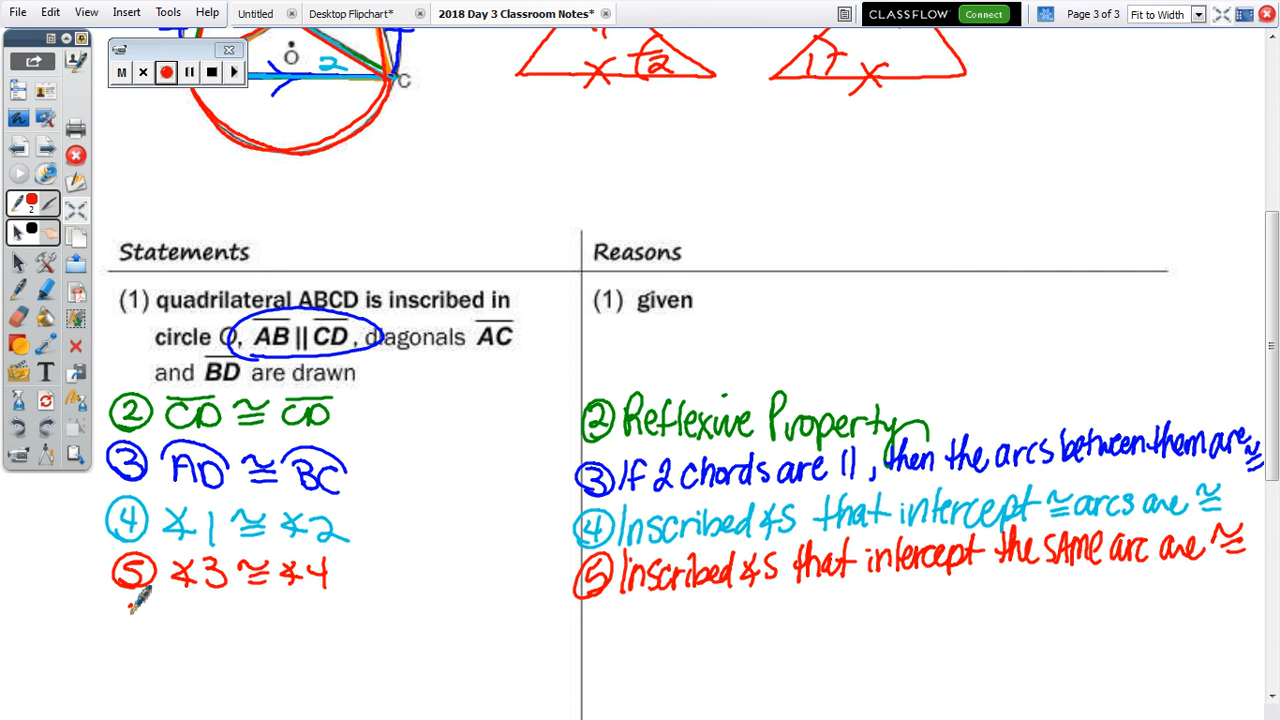 File Edit View Insert Tools Help
Untitled
Desktop Flipchart*
2018 Day 3 Classroom Notes*
CLASSFLOW Connect
Page 3 of 3
Fit to Width
M
O
2
C
2
1
Statements
Reasons
(1) quadrilateral ABCD is inscribed in
circle O, AB || CD, diagonals AC
and BD are drawn
(1) given
② CD ≅ CD
② Reflexive Property
③ AD ≅ BC
③ If 2 chords are ||, then the arcs between them are ≅
④ ∡1 ≅ ∡2
④ Inscribed ∡s that intercept ≅ arcs are ≅
⑤ ∡3 ≅ ∡4
⑤ Inscribed ∡s that intercept the SAME arc are ≅
2
T